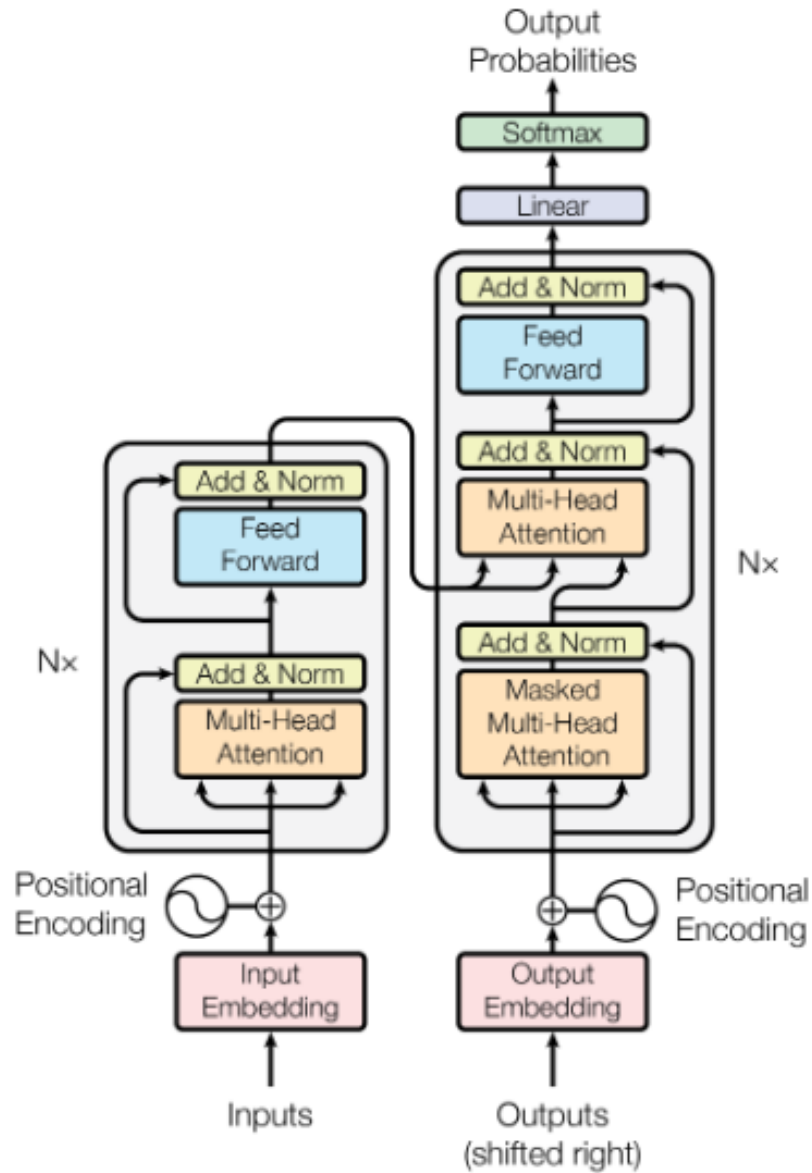 Output
Probabilities
Softmax
Linear
Add & Norm
Feed
Forward
Add & Norm
Multi-Head
Attention
Add & Norm
Masked
Multi-Head
Attention
N×
Add & Norm
Feed
Forward
Add & Norm
Multi-Head
Attention
N×
Positional
Encoding
Positional
Encoding
Input
Embedding
Output
Embedding
Inputs
Outputs
(shifted right)